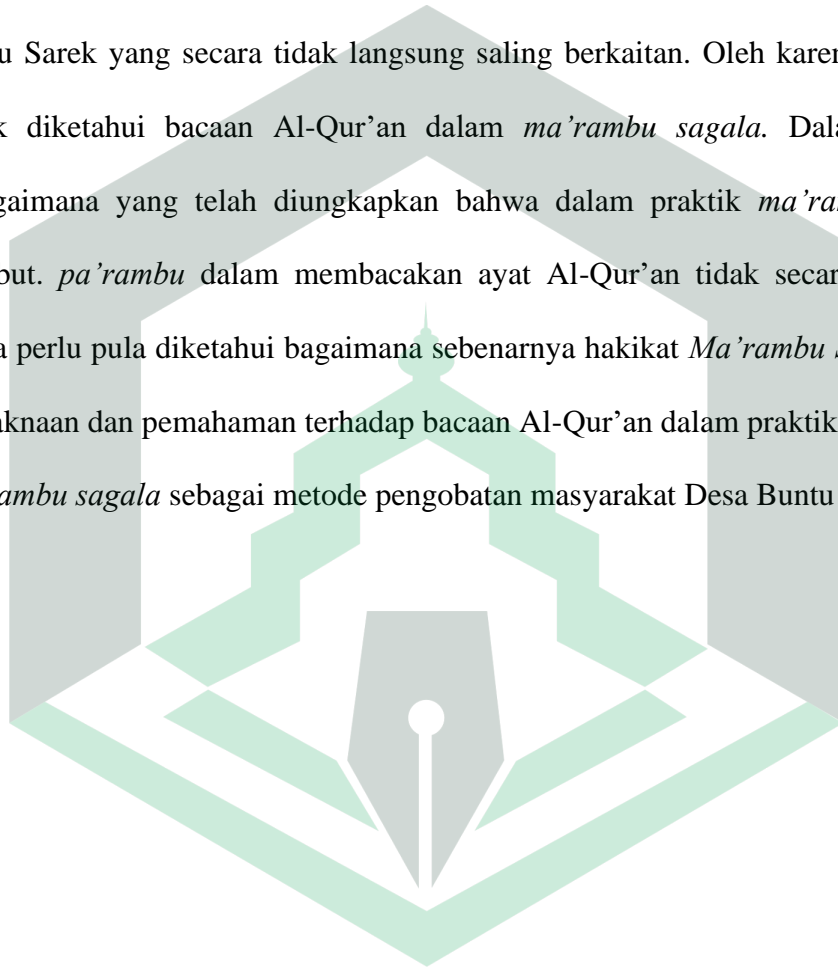 u Sarek yang secara tidak langsung saling berkaitan. Oleh karen
k diketahui bacaan Al-Qur’an dalam ma’rambu sagala. Dala
gaimana yang telah diungkapkan bahwa dalam praktik ma’ra
but. pa’rambu dalam membacakan ayat Al-Qur’an tidak secar
a perlu pula diketahui bagaimana sebenarnya hakikat Ma’rambu
aknaan dan pemahaman terhadap bacaan Al-Qur’an dalam praktik
ambu sagala sebagai metode pengobatan masyarakat Desa Buntu